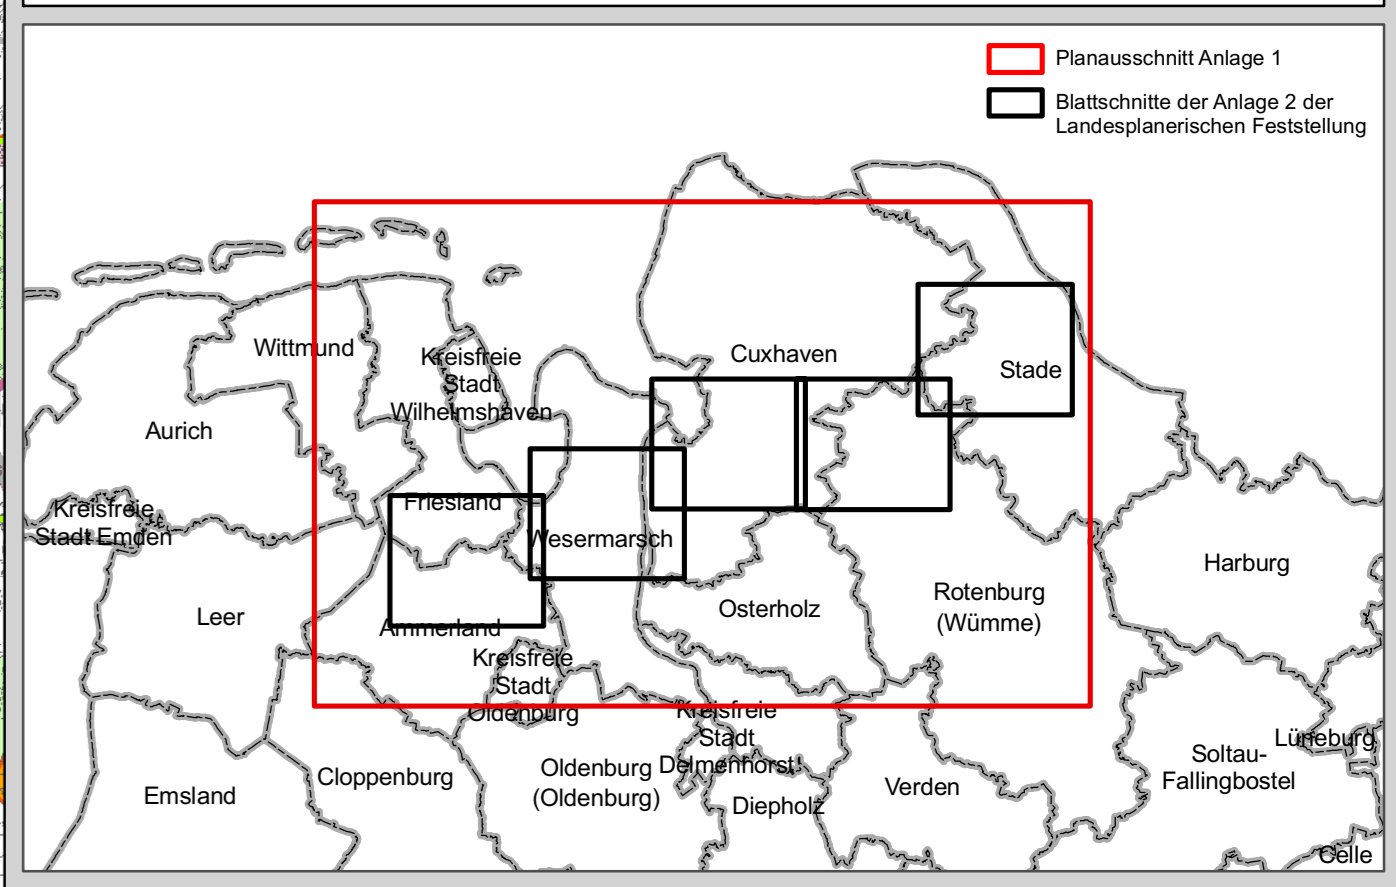 Planausschnitt Anlage 1
Blattschnitte der Anlage 2 der
Landesplanerischen Feststellung
Wittmund
Kreisfreie
Stadt
Wilhelmshaven
Cuxhaven
Stade
Aurich
Friesland
Kreisfreie
Stadt Emden
Wesermarsch
Harburg
Leer
Osterholz
Rotenburg
(Wümme)
Ammerland
Kreisfreie
Stadt
Oldenburg
Kreisfreie
Stadt
Delmenhorst
Lüneburg
Soltau-
Fallingbostel
Cloppenburg
Oldenburg
(Oldenburg)
Emsland
Verden
Diepholz
Celle